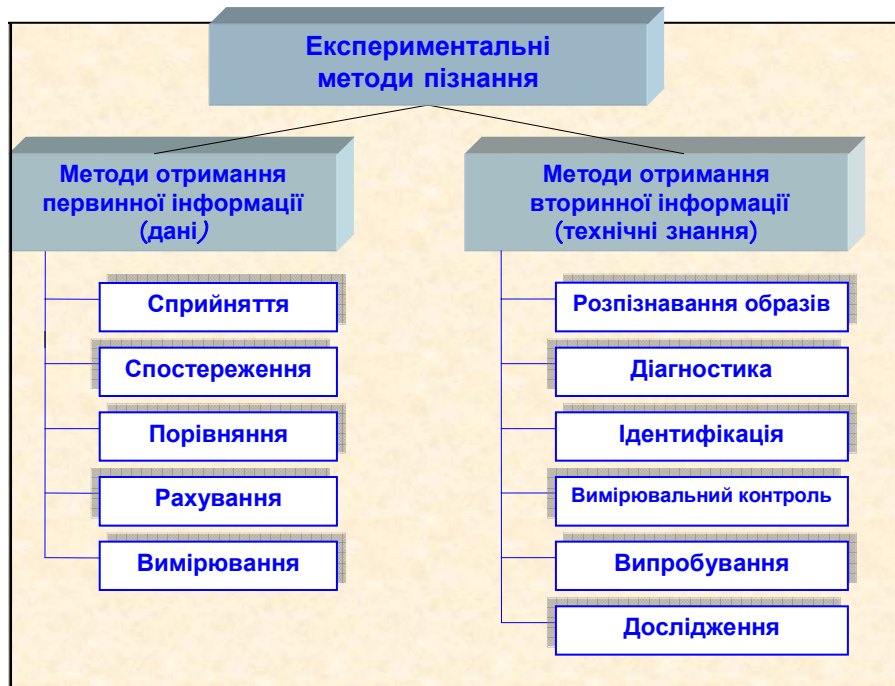 Експериментальні
методи пізнання
Методи отримання
первинної інформації
(дані)
Сприйняття
Спостереження
Порівняння
Рахування
Вимірювання
Методи отримання
вторинної інформації
(технічні знання)
Розпізнавання образів
Діагностика
Ідентифікація
Вимірювальний контроль
Випробування
Дослідження